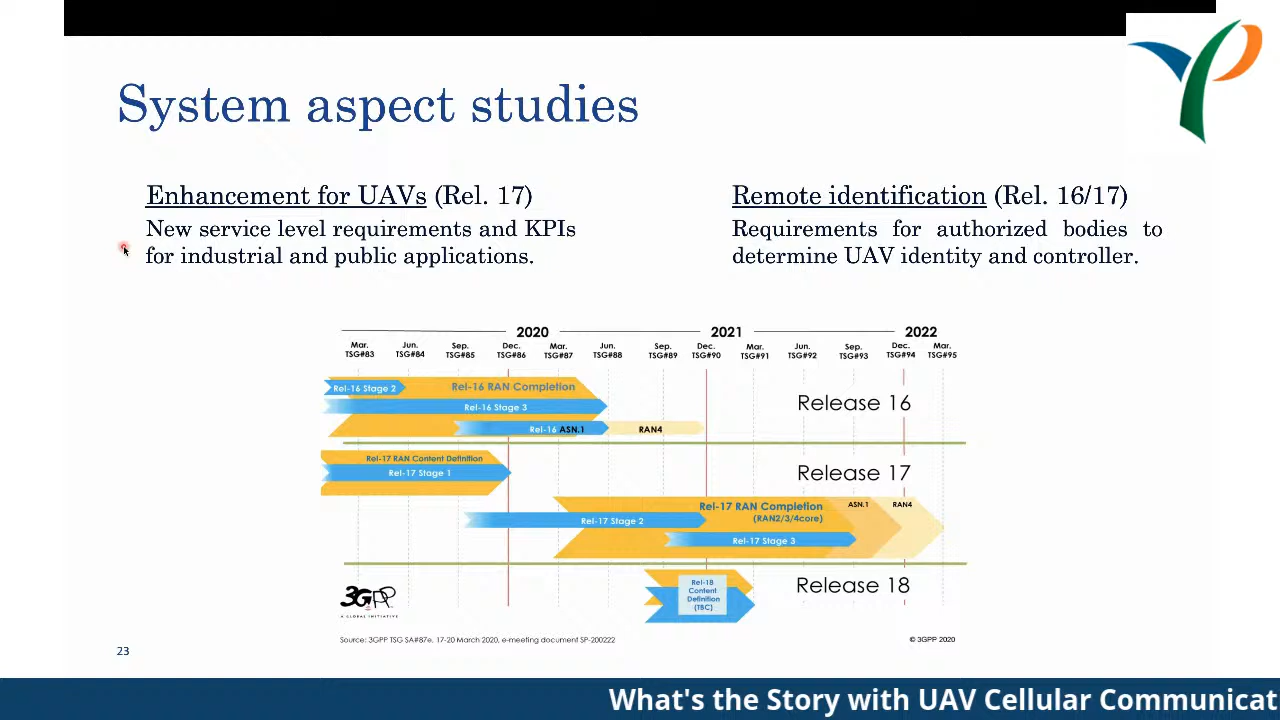 System aspect studies
Enhancement for UAVs (Rel. 17)
New service level requirements and KPIs
for industrial and public applications.
Remote identification (Rel. 16/17)
Requirements for authorized bodies to
determine UAV identity and controller.
2020 2021 2022
Mar. Jun. Sep. Dec. Mar. Jun. Sep. Dec. Mar. Jun. Sep. Dec. Mar.
TSG#83 TSG#84 TSG#85 TSG#86 TSG#87 TSG#88 TSG#89 TSG#90 TSG#91 TSG#92 TSG#93 TSG#94 TSG#95
Rel-16 Stage 2 Rel-16 RAN Completion
Release 16
Rel-16 Stage 3
Rel-16 ASN.1 RAN4
Rel-17 RAN Content Definition
Rel-17 Stage 1
Release 17
Rel-17 RAN Completion ASN.1 RAN4
(RAN2/3/4core)
Rel-17 Stage 2
Rel-17 Stage 3
Rel-18
Content
Definition
(TBC)
Release 18
3GPP
A GLOBAL INITIATIVE
Source: 3GPP TSG SA#87e, 17-20 March 2020, e-meeting document SP-200222
© 3GPP 2020
23
What's the Story with UAV Cellular Communicat